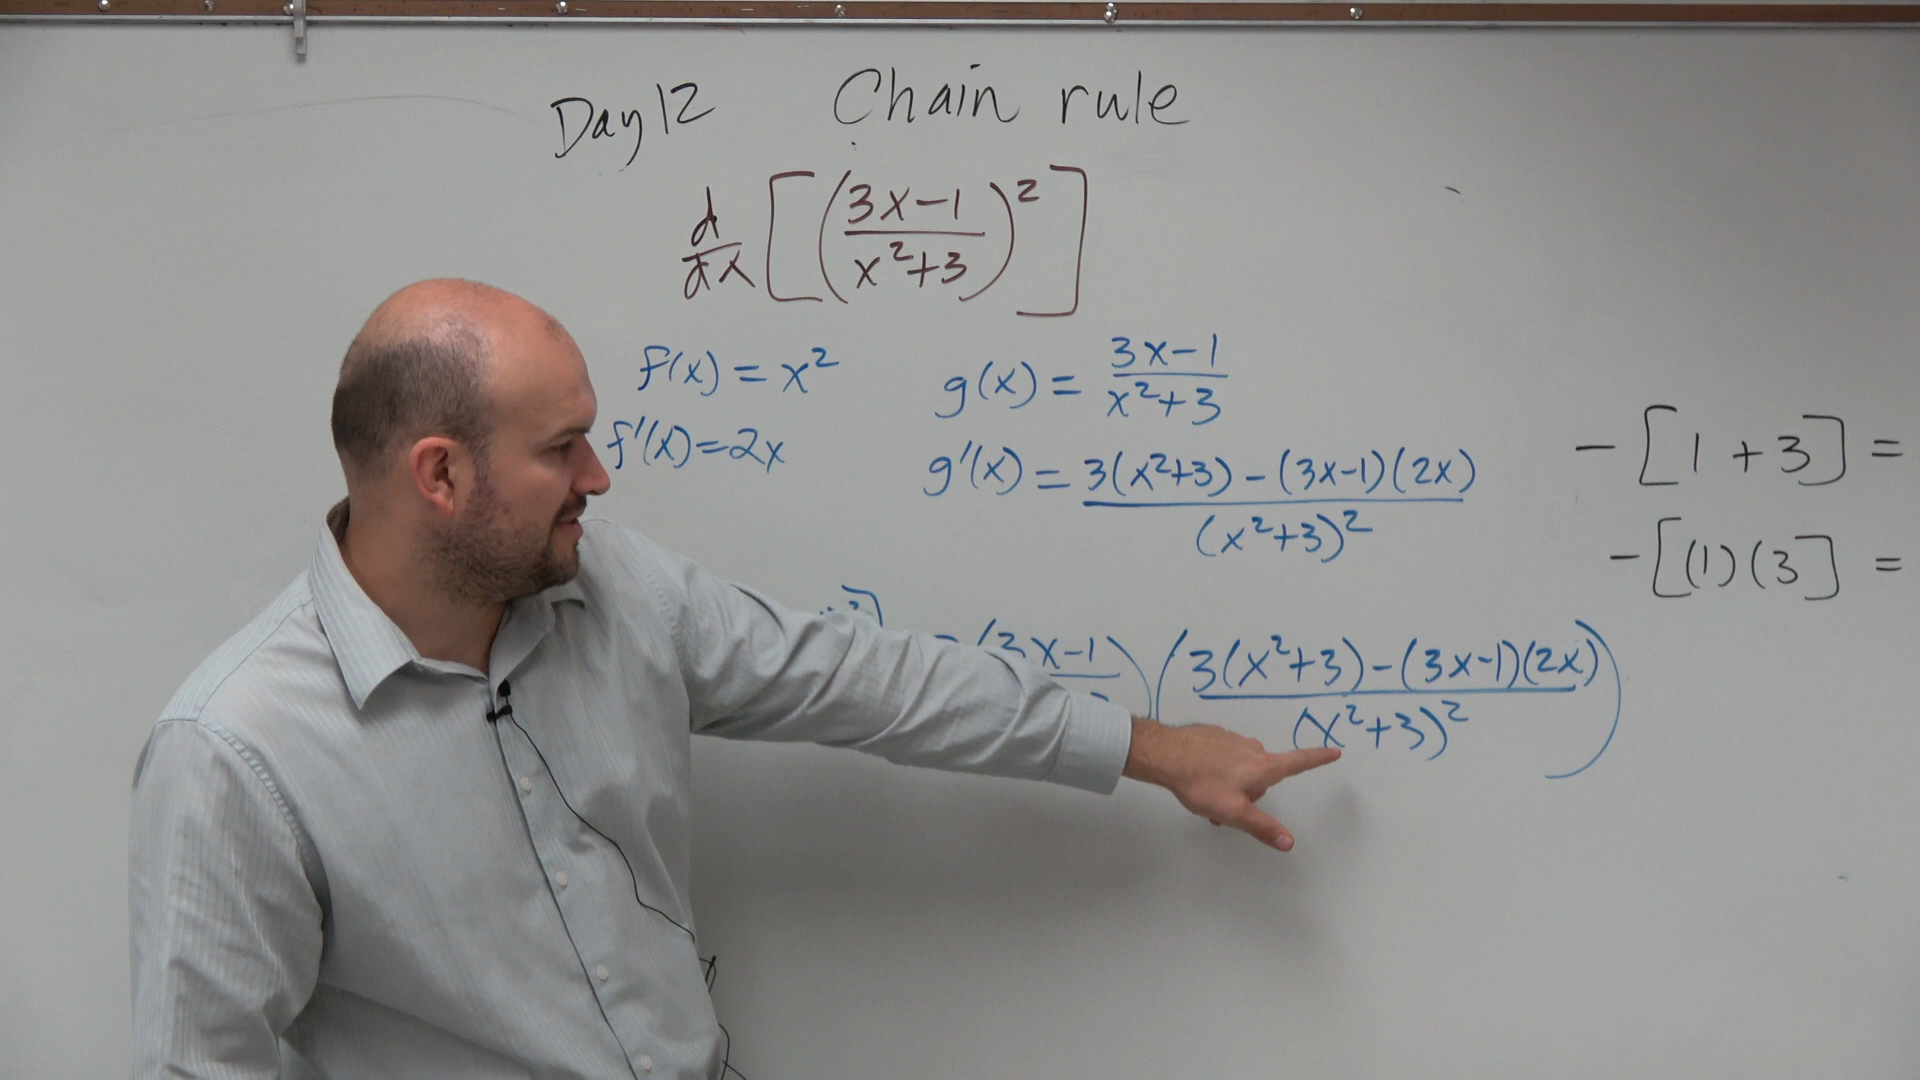 Day 12 Chain rule
d/dx [((3x-1)/(x²+3))²]
f(x) = x² g(x) = (3x-1)/(x²+3)
f'(x)=2x g'(x) = (3(x²+3)-(3x-1)(2x))/(x²+3)²
-[1+3] =
-[(1)(3] =
3x-1) ((3(x²+3)-(3x-1)(2x))/(x²+3)²)